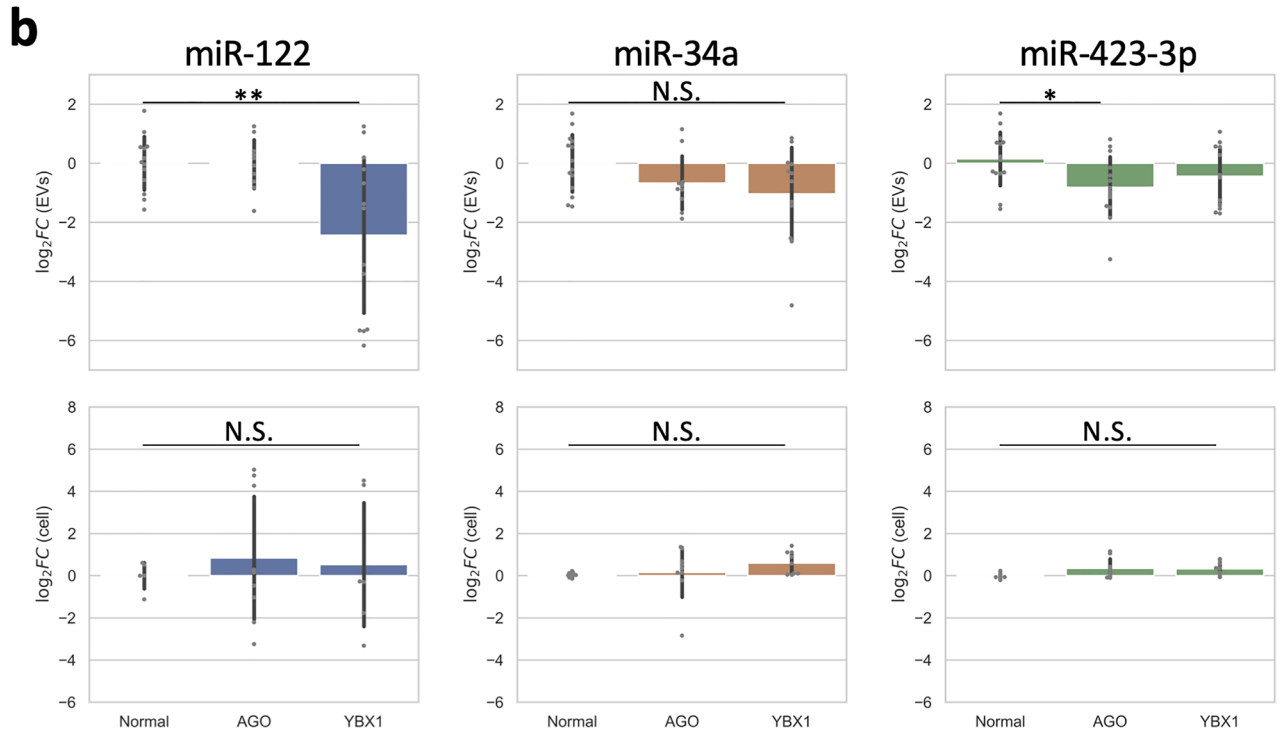 b
miR-122
miR-34a
miR-423-3p
**
N.S.
*
2
0
−2
−4
−6
log2FC (EVs)
2
0
−2
−4
−6
log2FC (EVs)
2
0
−2
−4
−6
log2FC (EVs)
N.S.
N.S.
N.S.
8
6
4
2
0
−2
−4
−6
log2FC (cell)
8
6
4
2
0
−2
−4
−6
log2FC (cell)
8
6
4
2
0
−2
−4
−6
log2FC (cell)
Normal AGO YBX1
Normal AGO YBX1
Normal AGO YBX1